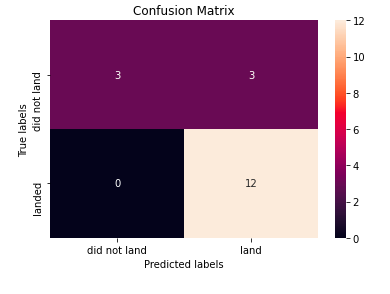 Confusion Matrix
True labels
did not land
landed
3 3
0 12
did not land land
Predicted labels
12
10
8
6
4
2
0